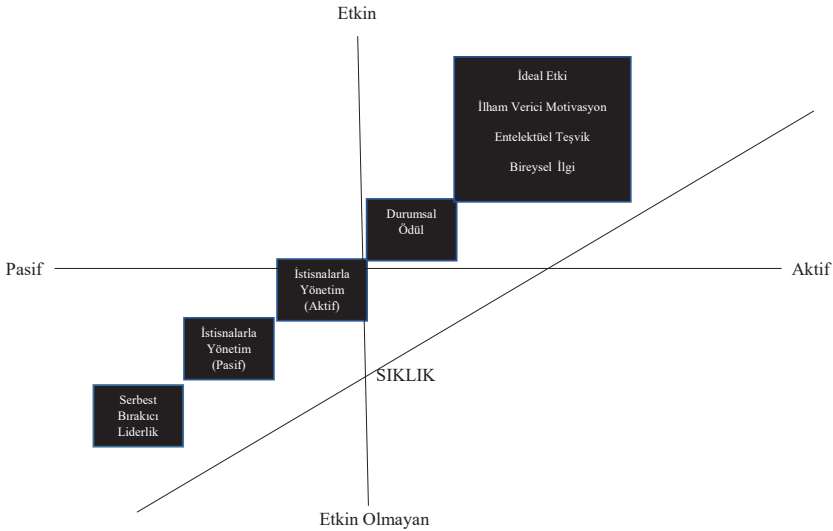 Etkin
İdeal Etki
İlham Verici Motivasyon
Entelektüel Teşvik
Bireysel İlgi
Durumsal
Ödül
Pasif
Aktif
İstisnalarla
Yönetim
(Aktif)
İstisnalarla
Yönetim
(Pasif)
SIKLIK
Serbest
Bırakıcı
Liderlik
Etkin Olmayan